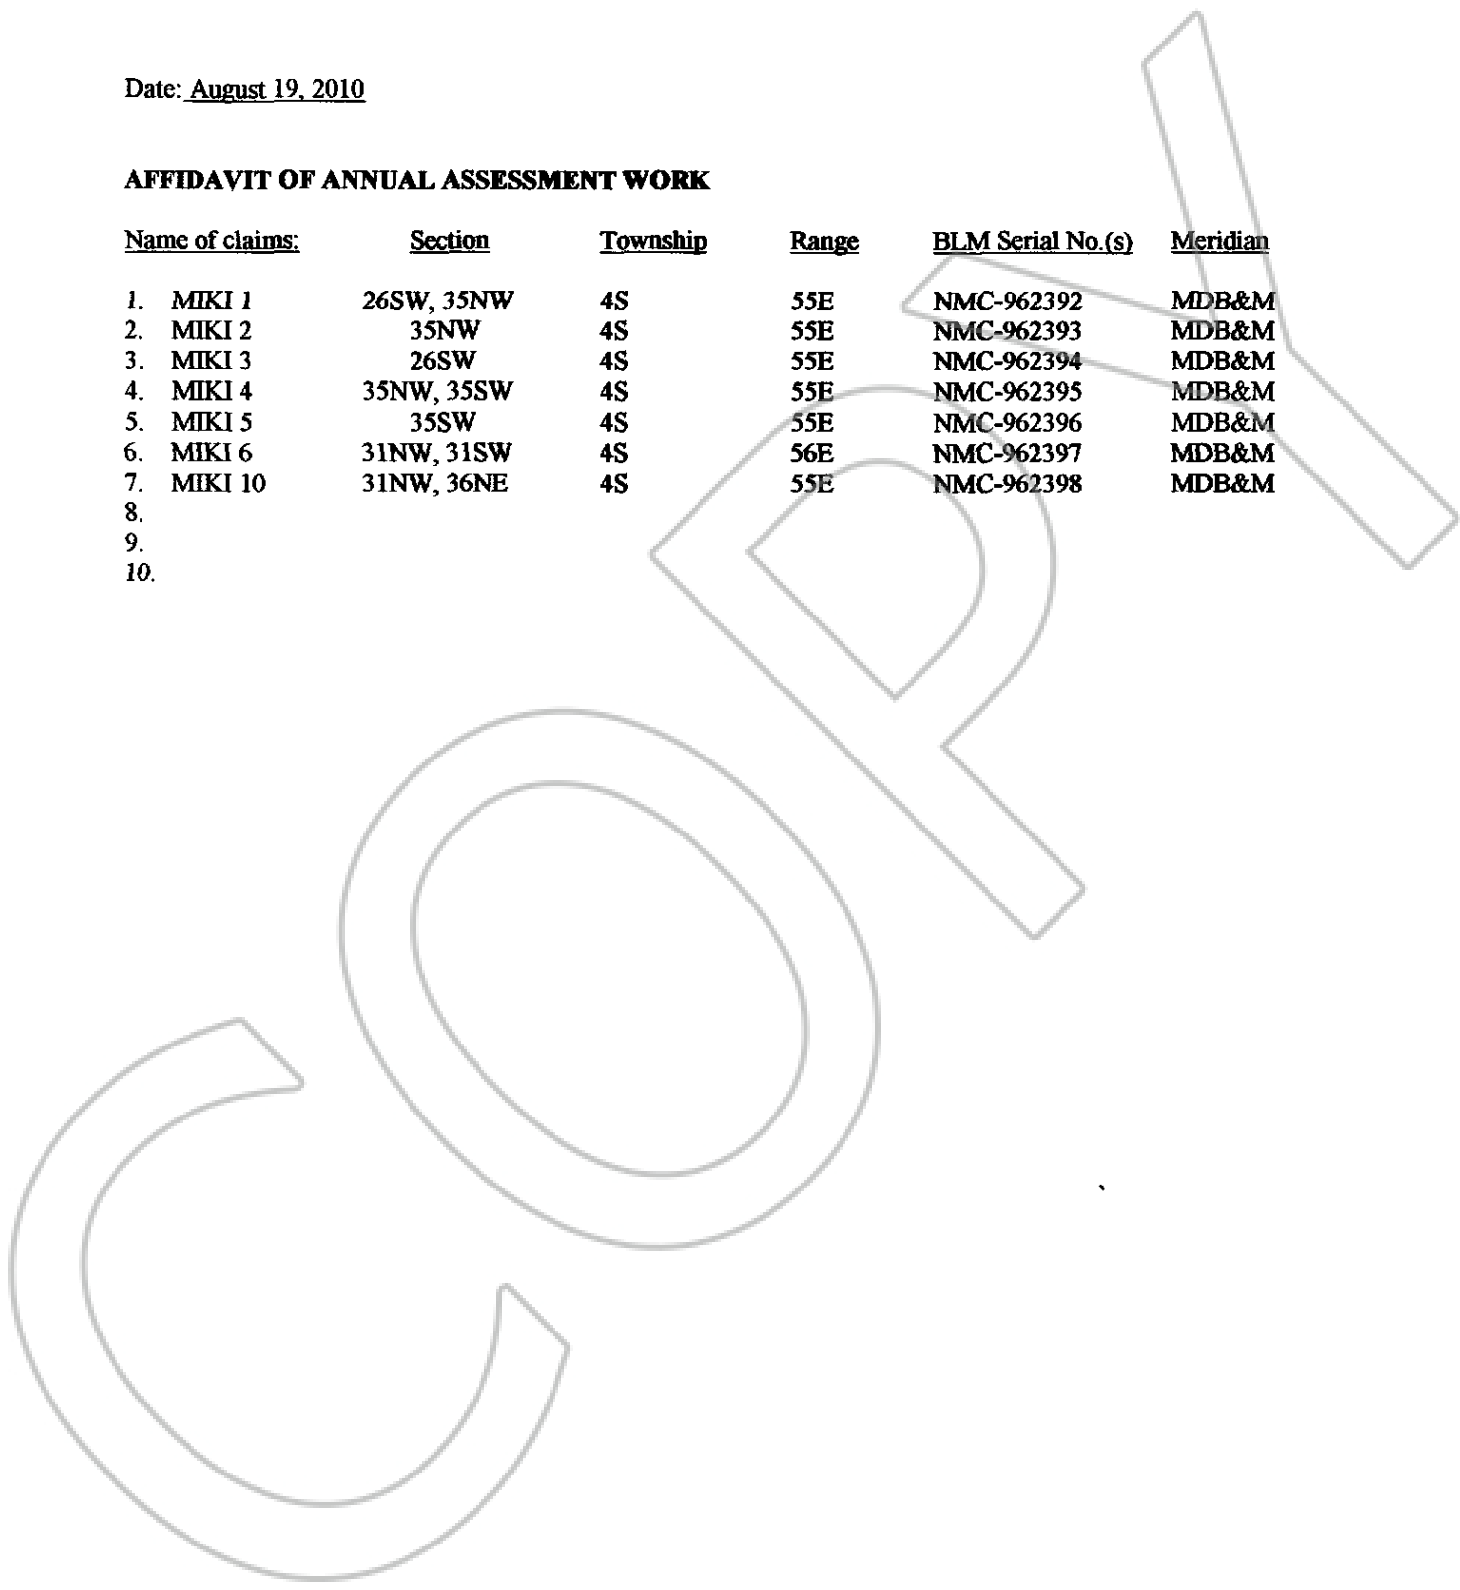 Date: August 19, 2010
AFFIDAVIT OF ANNUAL ASSESSMENT WORK
Name of claims: Section Township Range BLM Serial No.(s) Meridian
1. MIKI 1 26SW, 35NW 4S 55E NMC-962392 MDB&M
2. MIKI 2 35NW 4S 55E NMC-962393 MDB&M
3. MIKI 3 26SW 4S 55E NMC-962394 MDB&M
4. MIKI 4 35NW, 35SW 4S 55E NMC-962395 MDB&M
5. MIKI 5 35SW 4S 55E NMC-962396 MDB&M
6. MIKI 6 31NW, 31SW 4S 56E NMC-962397 MDB&M
7. MIKI 10 31NW, 36NE 4S 55E NMC-962398 MDB&M
8.
9.
10.
COPY